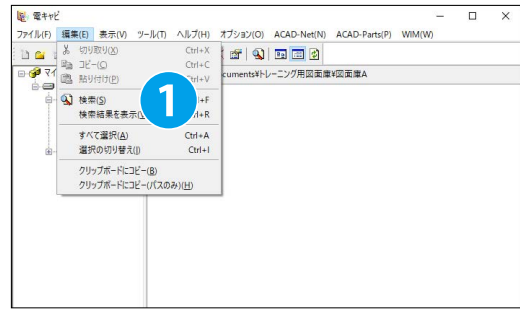 電キャビ
ファイル(F) 編集(E) 表示(V) ツール(T) ヘルプ(H) オプション(O) ACAD-Net(N) ACAD-Parts(P) WIM(W)
切り取り(X) Ctrl+X
コピー(C) Ctrl+C
貼り付け(P) Ctrl+V
cuments¥トレーニング用図面庫¥図面庫A
マイ
検索(S) Ctrl+F
検索結果を表示( Ctrl+R
すべて選択(A) Ctrl+A
選択の切り替え(I) Ctrl+I
クリップボードにコピー(B)
クリップボードにコピー(パスのみ)(H)
1